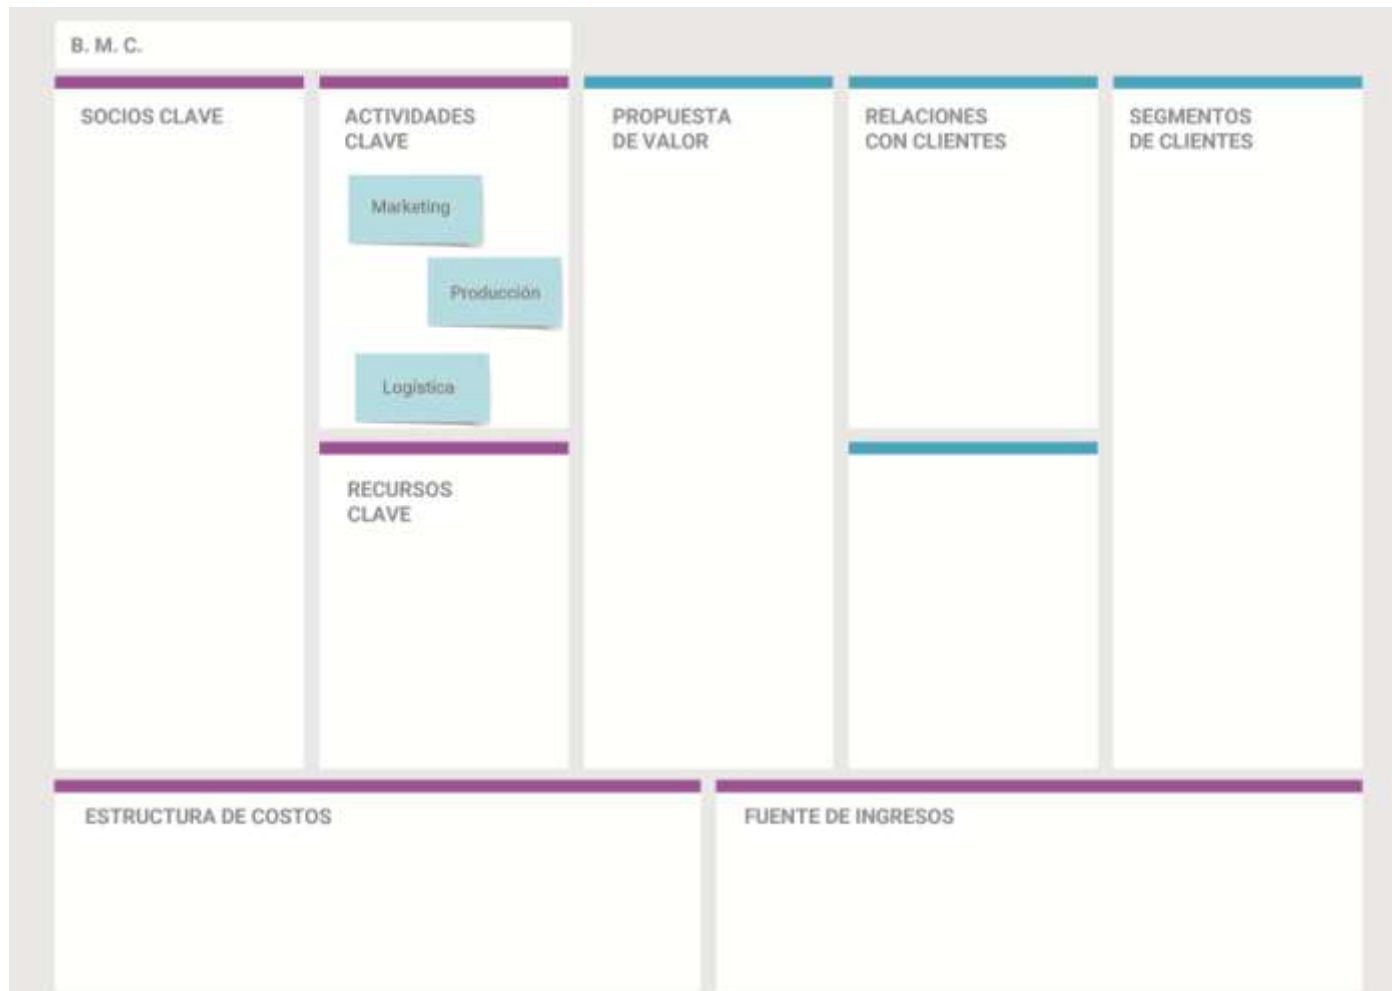 B. M. C.
SOCIOS CLAVE
ACTIVIDADES
CLAVE
Marketing
Producción
Logística
RECURSOS
CLAVE
PROPUESTA
DE VALOR
RELACIONES
CON CLIENTES
SEGMENTOS
DE CLIENTES
ESTRUCTURA DE COSTOS
FUENTE DE INGRESOS